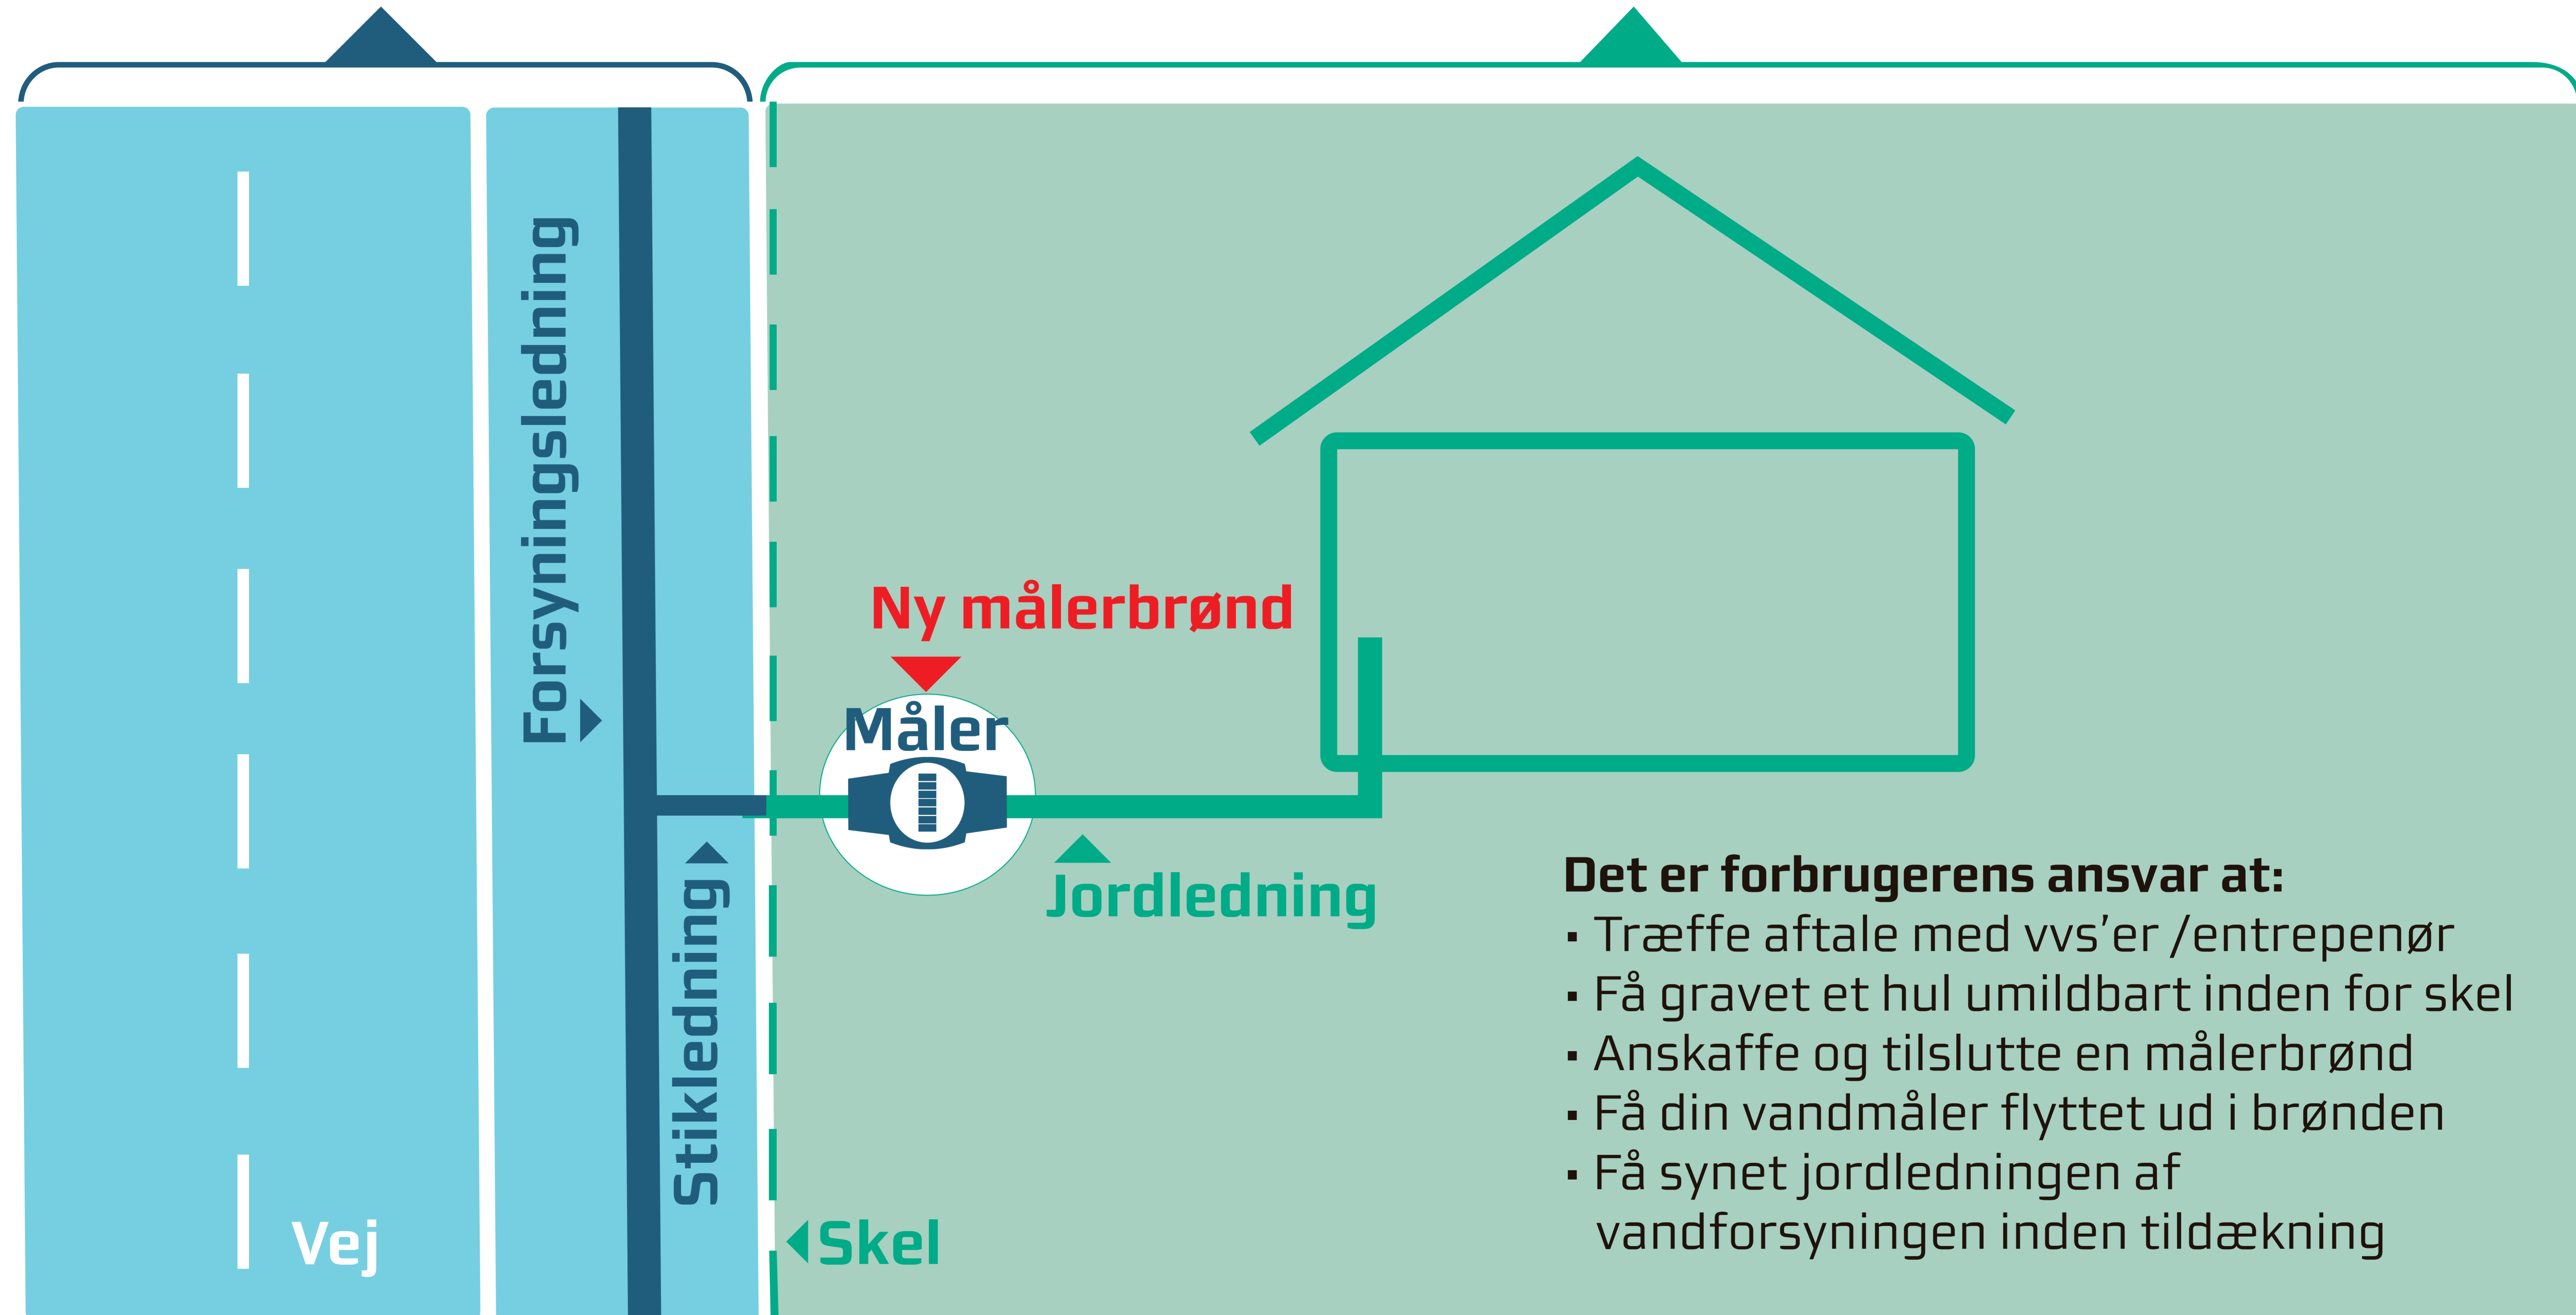 Forsyningsledning
Ny målerbrønd
Måler
Jordledning
Stikledning
Vej
Skel
Det er forbrugerens ansvar at:
▪ Træffe aftale med vvs’er /entrepenør
▪ Få gravet et hul umildbart inden for skel
▪ Anskaffe og tilslutte en målerbrønd
▪ Få din vandmåler flyttet ud i brønden
▪ Få synet jordledningen af
vandforsyningen inden tildækning